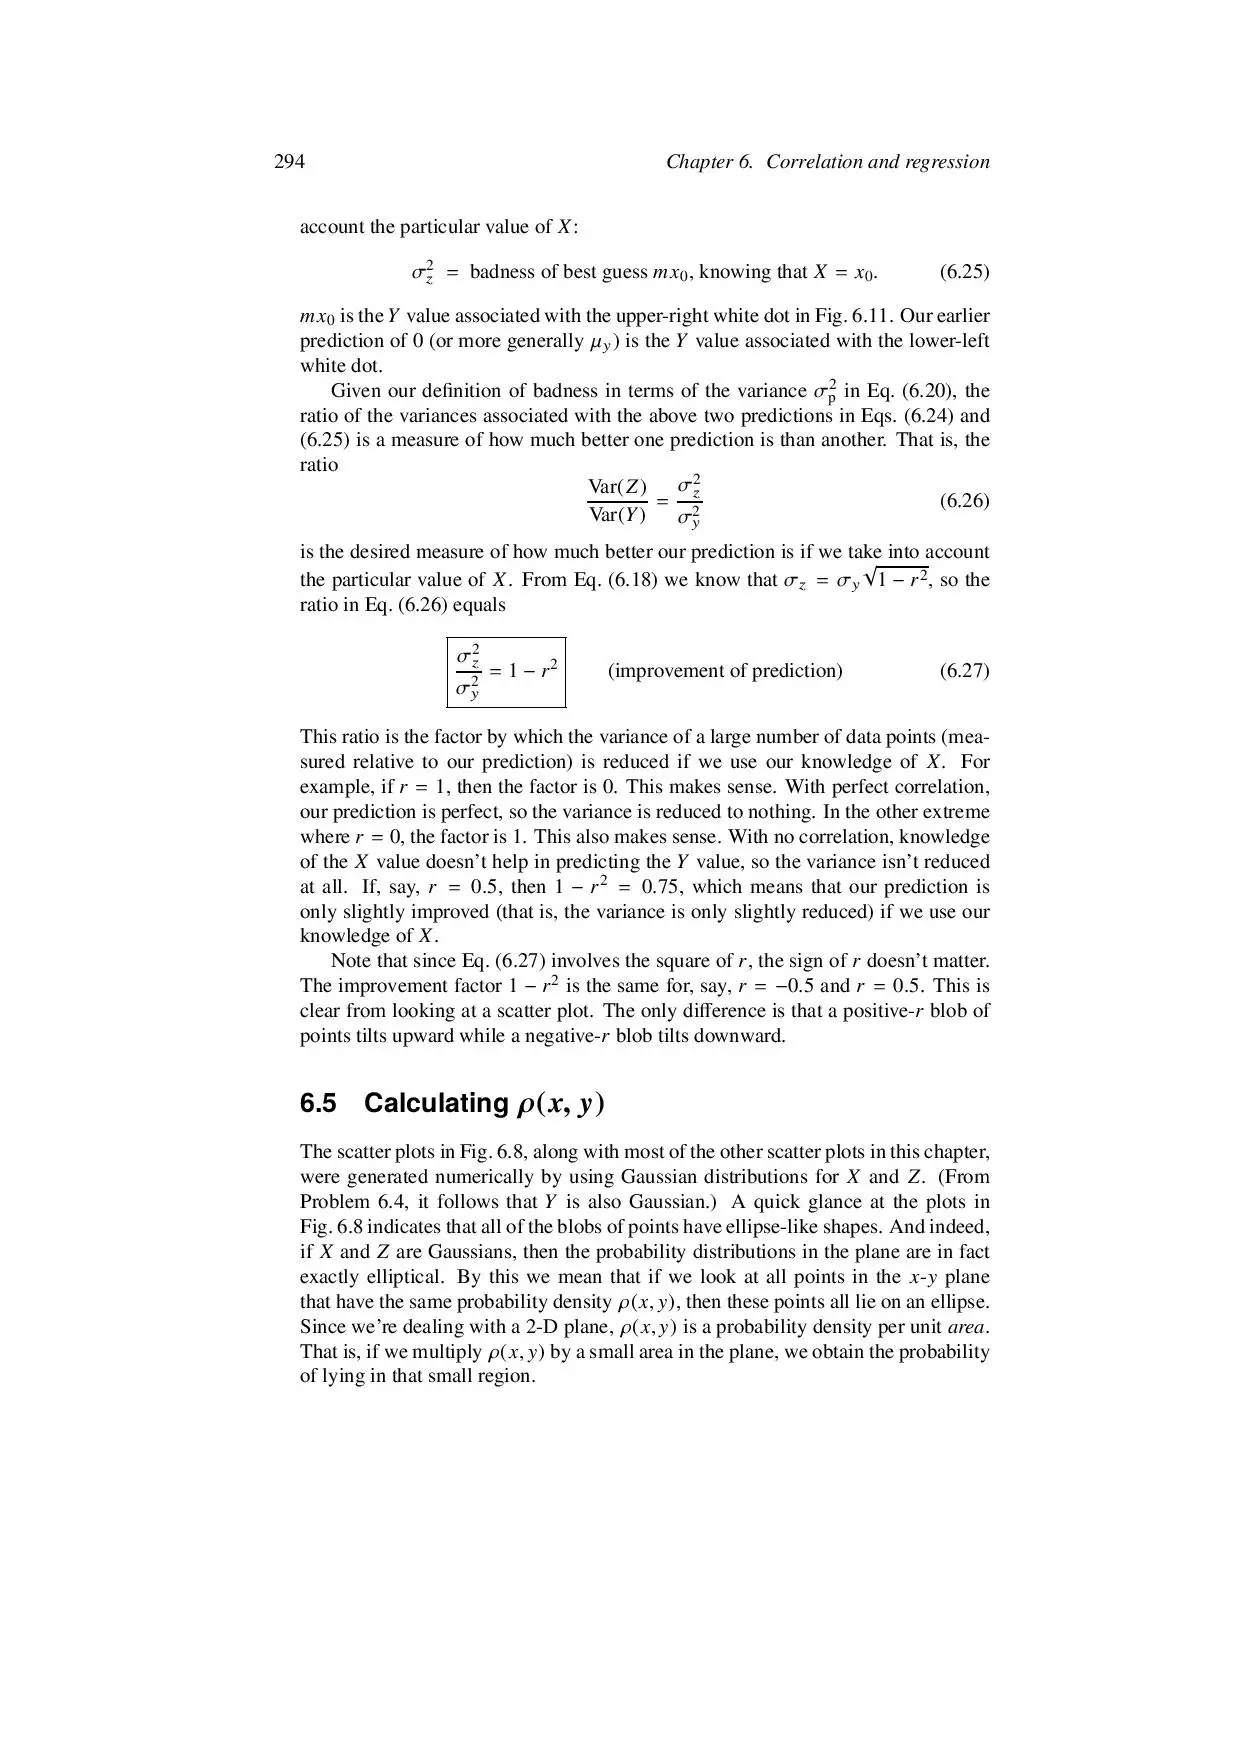 294 Chapter 6. Correlation and regression
account the particular value of X:
σ_z^2 = badness of best guess mx_0, knowing that X = x_0. (6.25)
mx_0 is the Y value associated with the upper-right white dot in Fig. 6.11. Our earlier
prediction of 0 (or more generally μ_y) is the Y value associated with the lower-left
white dot.
Given our definition of badness in terms of the variance σ_p^2 in Eq. (6.20), the
ratio of the variances associated with the above two predictions in Eqs. (6.24) and
(6.25) is a measure of how much better one prediction is than another. That is, the
ratio
Var(Z)/Var(Y) = σ_z^2/σ_y^2 (6.26)
is the desired measure of how much better our prediction is if we take into account
the particular value of X. From Eq. (6.18) we know that σ_z = σ_y√(1 − r^2), so the
ratio in Eq. (6.26) equals
σ_z^2/σ_y^2 = 1 − r^2 (improvement of prediction) (6.27)
This ratio is the factor by which the variance of a large number of data points (mea-
sured relative to our prediction) is reduced if we use our knowledge of X. For
example, if r = 1, then the factor is 0. This makes sense. With perfect correlation,
our prediction is perfect, so the variance is reduced to nothing. In the other extreme
where r = 0, the factor is 1. This also makes sense. With no correlation, knowledge
of the X value doesn't help in predicting the Y value, so the variance isn't reduced
at all. If, say, r = 0.5, then 1 − r^2 = 0.75, which means that our prediction is
only slightly improved (that is, the variance is only slightly reduced) if we use our
knowledge of X.
Note that since Eq. (6.27) involves the square of r, the sign of r doesn't matter.
The improvement factor 1 − r^2 is the same for, say, r = −0.5 and r = 0.5. This is
clear from looking at a scatter plot. The only difference is that a positive-r blob of
points tilts upward while a negative-r blob tilts downward.
6.5 Calculating ρ(x, y)
The scatter plots in Fig. 6.8, along with most of the other scatter plots in this chapter,
were generated numerically by using Gaussian distributions for X and Z. (From
Problem 6.4, it follows that Y is also Gaussian.) A quick glance at the plots in
Fig. 6.8 indicates that all of the blobs of points have ellipse-like shapes. And indeed,
if X and Z are Gaussians, then the probability distributions in the plane are in fact
exactly elliptical. By this we mean that if we look at all points in the x-y plane
that have the same probability density ρ(x, y), then these points all lie on an ellipse.
Since we're dealing with a 2-D plane, ρ(x, y) is a probability density per unit area.
That is, if we multiply ρ(x, y) by a small area in the plane, we obtain the probability
of lying in that small region.